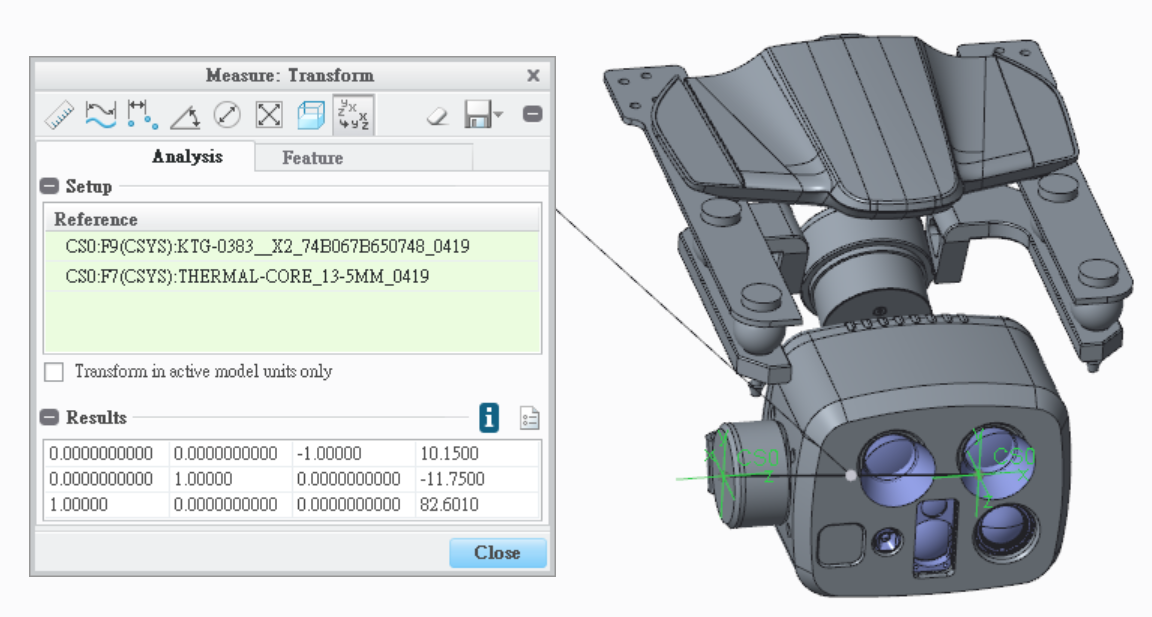 Measure: Transform
Analysis Feature
Setup
Reference
CS0:F9(CSYS):KTG-0383__X2_74B067B650748_0419
CS0:F7(CSYS):THERMAL-CORE_13-5MM_0419
Transform in active model units only
Results
0.0000000000 0.0000000000 -1.00000 10.1500
0.0000000000 1.00000 0.0000000000 -11.7500
1.00000 0.0000000000 0.0000000000 82.6010
Close
CS0 CS0
X Z Z